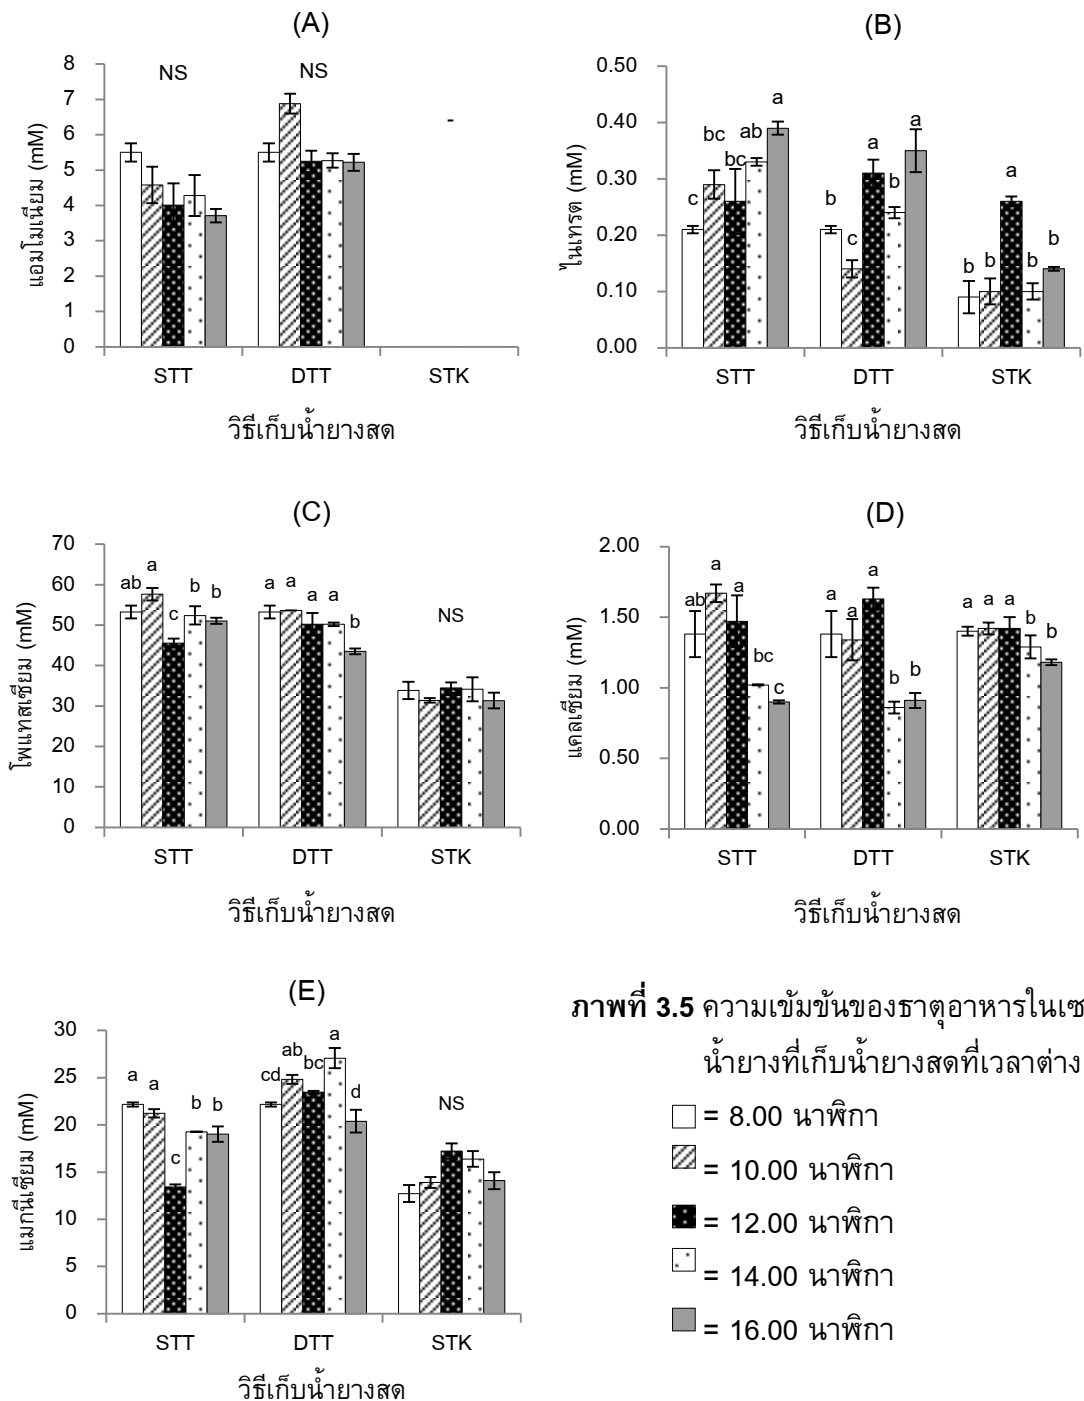 (A)
8
7
6
5
4
3
2
1
0
แอมโมเนียม (mM)
NS
NS
-
STT
DTT
STK
วิธีเก็บน้ำยางสด
(B)
0.50
0.40
0.30
0.20
0.10
0.00
ไนเทรต (mM)
c
bc
bc
ab
a
b
c
a
b
a
b
b
a
b
b
STT
DTT
STK
วิธีเก็บน้ำยางสด
(C)
70
60
50
40
30
20
10
0
โพแทสเซียม (mM)
ab
a
c
b
b
a
a
a
a
b
NS
STT
DTT
STK
วิธีเก็บน้ำยางสด
(D)
2.00
1.50
1.00
0.50
0.00
แคลเซียม (mM)
ab
a
a
bc
c
a
a
a
b
b
a
a
a
b
b
STT
DTT
STK
วิธีเก็บน้ำยางสด
(E)
30
25
20
15
10
5
0
แมกนีเซียม (mM)
a
a
c
b
b
cd
ab
bc
a
d
NS
STT
DTT
STK
วิธีเก็บน้ำยางสด
ภาพที่ 3.5 ความเข้มข้นของธาตุอาหารในเซ
น้ำยางที่เก็บน้ำยางสดที่เวลาต่าง
= 8.00 นาฬิกา
= 10.00 นาฬิกา
= 12.00 นาฬิกา
= 14.00 นาฬิกา
= 16.00 นาฬิกา